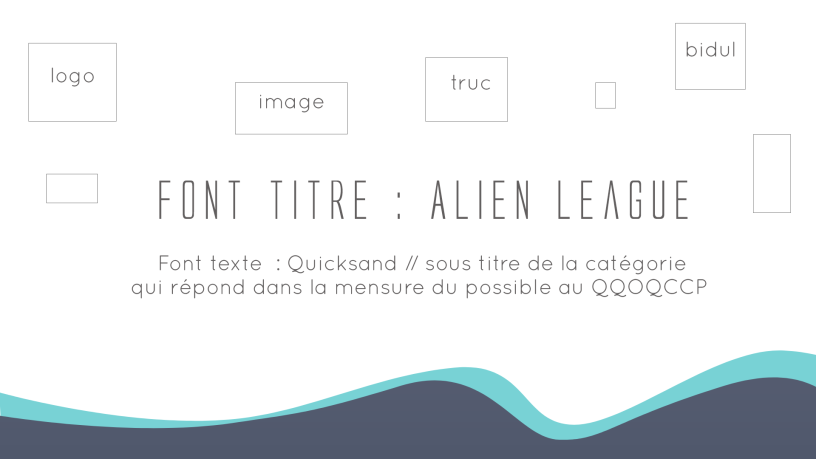 bidul
logo
truc
image
FONT TITRE : ALIEN LEAGUE
Font texte : Quicksand // sous titre de la catégorie
qui répond dans la mensure du possible au QQOQCCP